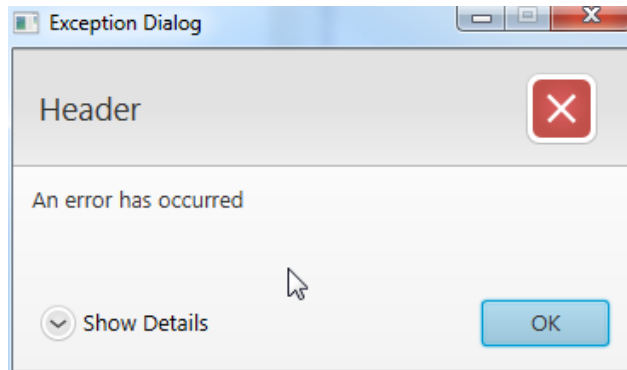 Exception Dialog
Header
An error has occurred
Show Details
OK